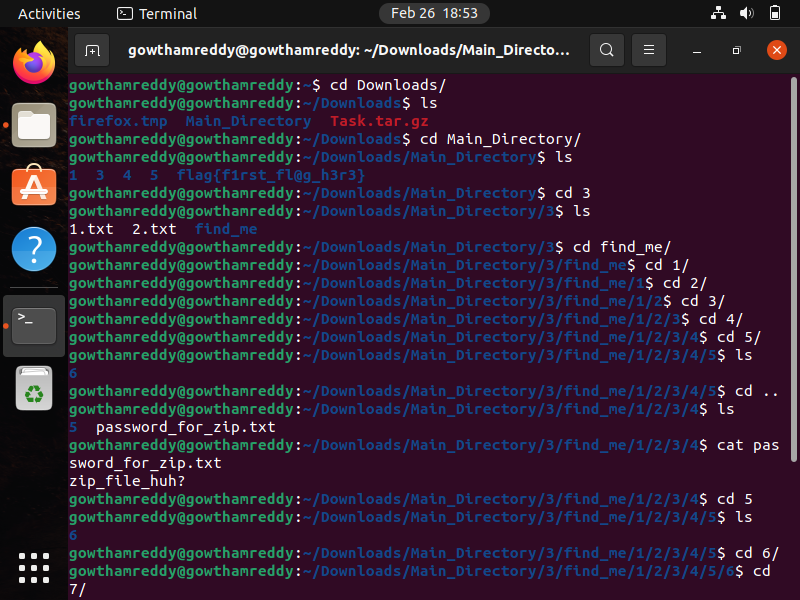 Activities Terminal Feb 26 18:53
gowthamreddy@gowthamreddy: ~/Downloads/Main_Directo...
gowthamreddy@gowthamreddy:~$ cd Downloads/
gowthamreddy@gowthamreddy:~/Downloads$ ls
firefox.tmp  Main_Directory  Task.tar.gz
gowthamreddy@gowthamreddy:~/Downloads$ cd Main_Directory/
gowthamreddy@gowthamreddy:~/Downloads/Main_Directory$ ls
1  3  4  5  flag{f1rst_fl@g_h3r3}
gowthamreddy@gowthamreddy:~/Downloads/Main_Directory$ cd 3
gowthamreddy@gowthamreddy:~/Downloads/Main_Directory/3$ ls
1.txt  2.txt  find_me
gowthamreddy@gowthamreddy:~/Downloads/Main_Directory/3$ cd find_me/
gowthamreddy@gowthamreddy:~/Downloads/Main_Directory/3/find_me$ cd 1/
gowthamreddy@gowthamreddy:~/Downloads/Main_Directory/3/find_me/1$ cd 2/
gowthamreddy@gowthamreddy:~/Downloads/Main_Directory/3/find_me/1/2$ cd 3/
gowthamreddy@gowthamreddy:~/Downloads/Main_Directory/3/find_me/1/2/3$ cd 4/
gowthamreddy@gowthamreddy:~/Downloads/Main_Directory/3/find_me/1/2/3/4$ cd 5/
gowthamreddy@gowthamreddy:~/Downloads/Main_Directory/3/find_me/1/2/3/4/5$ ls
6
gowthamreddy@gowthamreddy:~/Downloads/Main_Directory/3/find_me/1/2/3/4/5$ cd ..
gowthamreddy@gowthamreddy:~/Downloads/Main_Directory/3/find_me/1/2/3/4$ ls
5  password_for_zip.txt
gowthamreddy@gowthamreddy:~/Downloads/Main_Directory/3/find_me/1/2/3/4$ cat pas
sword_for_zip.txt
zip_file_huh?
gowthamreddy@gowthamreddy:~/Downloads/Main_Directory/3/find_me/1/2/3/4$ cd 5
gowthamreddy@gowthamreddy:~/Downloads/Main_Directory/3/find_me/1/2/3/4/5$ ls
6
gowthamreddy@gowthamreddy:~/Downloads/Main_Directory/3/find_me/1/2/3/4/5$ cd 6/
gowthamreddy@gowthamreddy:~/Downloads/Main_Directory/3/find_me/1/2/3/4/5/6$ cd
7/